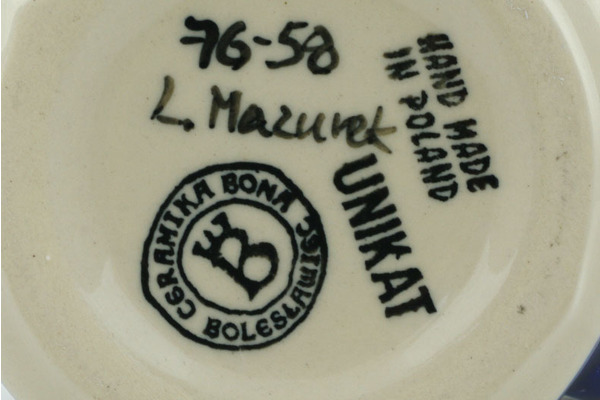 76-58
L. Mazurek
HAND MADE
IN POLAND
UNIKAT
CERAMIKA BONA
BOLESŁAWIEC
B